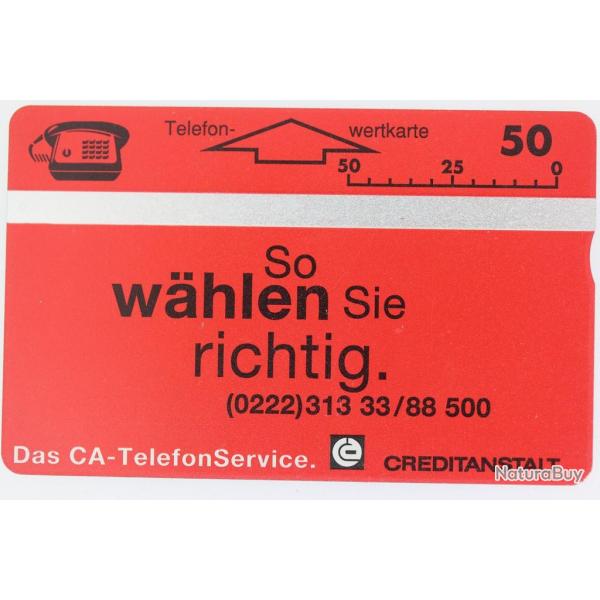 Telefon- wertkarte 50
50 25 0
So
wählen Sie
richtig.
(0222)313 33/88 500
Das CA-TelefonService. CREDITANSTALT
NaturaBuy